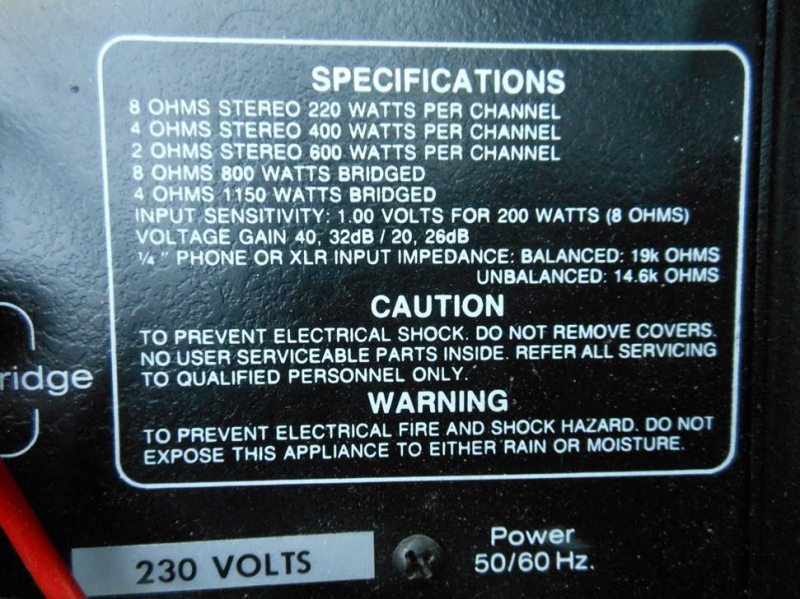 SPECIFICATIONS
8 OHMS STEREO 220 WATTS PER CHANNEL
4 OHMS STEREO 400 WATTS PER CHANNEL
2 OHMS STEREO 600 WATTS PER CHANNEL
8 OHMS 800 WATTS BRIDGED
4 OHMS 1150 WATTS BRIDGED
INPUT SENSITIVITY: 1.00 VOLTS FOR 200 WATTS (8 OHMS)
VOLTAGE GAIN 40, 32dB / 20, 26dB
¼ " PHONE OR XLR INPUT IMPEDANCE: BALANCED: 19k OHMS
UNBALANCED: 14.6k OHMS
CAUTION
TO PREVENT ELECTRICAL SHOCK. DO NOT REMOVE COVERS.
NO USER SERVICEABLE PARTS INSIDE. REFER ALL SERVICING
TO QUALIFIED PERSONNEL ONLY.
WARNING
TO PREVENT ELECTRICAL FIRE AND SHOCK HAZARD. DO NOT
EXPOSE THIS APPLIANCE TO EITHER RAIN OR MOISTURE.
ridge
230 VOLTS
Power
50/60 Hz.